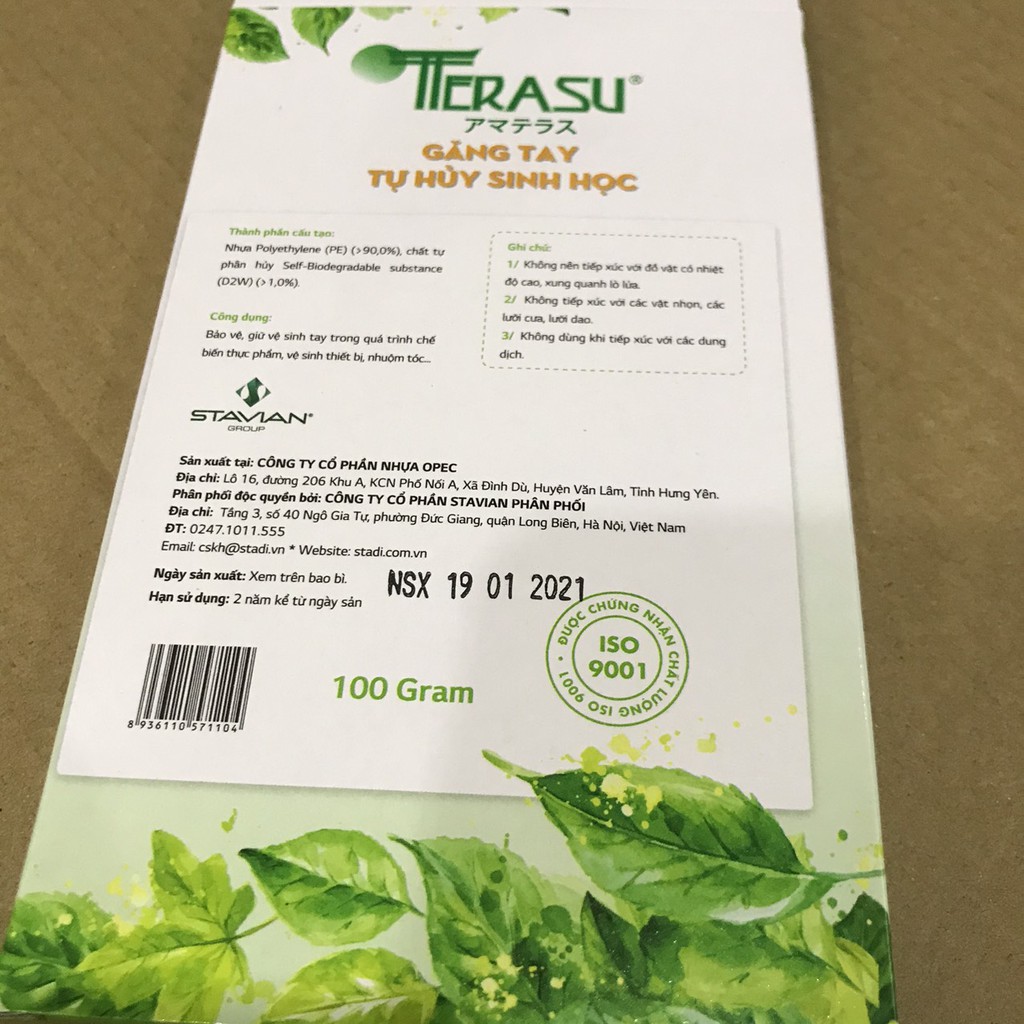 TERASU®
アマテラス
GĂNG TAY
TỰ HỦY SINH HỌC
Thành phần cấu tạo:
Nhựa Polyethylene (PE) (>90,0%), chất tự
phân hủy Self-Biodegradable substance
(D2W) (>1,0%).
Công dụng:
Bảo vệ, giữ vệ sinh tay trong quá trình chế
biến thực phẩm, vệ sinh thiết bị, nhuộm tóc...
Ghi chú:
1/ Không nên tiếp xúc với đồ vật có nhiệt
độ cao, xung quanh lò lửa.
2/ Không tiếp xúc với các vật nhọn, các
lưỡi cưa, lưỡi dao.
3/ Không dùng khi tiếp xúc với các dung
dịch.
STAVIAN®
GROUP
Sản xuất tại: CÔNG TY CỔ PHẦN NHỰA OPEC
Địa chỉ: Lô 16, đường 206 Khu A, KCN Phố Nối A, Xã Đình Dù, Huyện Văn Lâm, Tỉnh Hưng Yên.
Phân phối độc quyền bởi: CÔNG TY CỔ PHẦN STAVIAN PHÂN PHỐI
Địa chỉ: Tầng 3, số 40 Ngô Gia Tự, phường Đức Giang, quận Long Biên, Hà Nội, Việt Nam
ĐT: 0247.1011.555
Email: cskh@stadi.vn * Website: stadi.com.vn
Ngày sản xuất: Xem trên bao bì.
Hạn sử dụng: 2 năm kể từ ngày sản
NSX 19 01 2021
ĐƯỢC CHỨNG NHẬN CHẤT LƯỢNG ISO 9001
ISO
9001
100 Gram
8 936110 571104